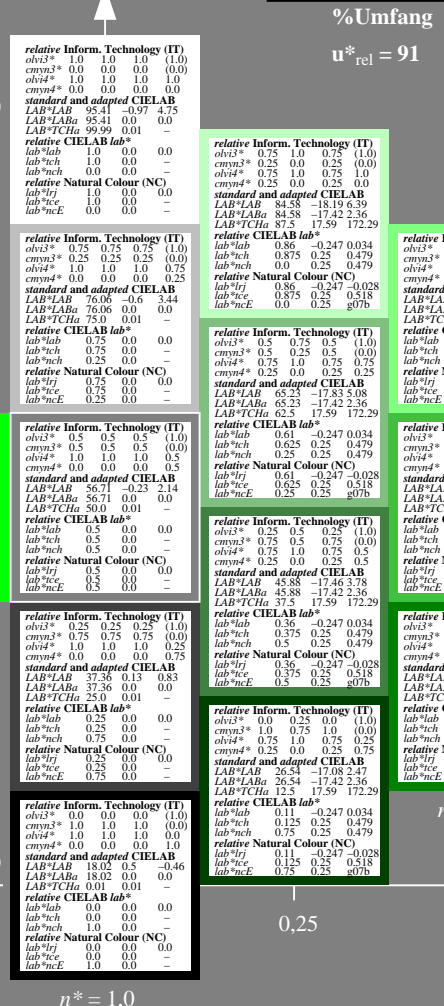 %Umfang
u*rel = 91
relative Inform. Technology (IT)
olvi3* 1.0 1.0 1.0 (1.0)
cmyn3* 0.0 0.0 0.0 (0.0)
olvi4* 1.0 1.0 1.0 1.0
cmyn4* 0.0 0.0 0.0 0.0
standard and adapted CIELAB
LAB*LAB 95.41 −0.97 4.75
LAB*LABa 95.41 0.0 0.0
LAB*TCHa 99.99 0.01 –
relative CIELAB lab*
lab*lab 1.0 0.0 0.0
lab*tch 1.0 0.0 –
lab*nch 0.0 0.0 –
relative Natural Colour (NC)
lab*lrj 1.0 0.0 0.0
lab*tce 1.0 0.0 –
lab*ncE 0.0 0.0 –
relative Inform. Technology (IT)
olvi3* 0.75 0.75 0.75 (1.0)
cmyn3* 0.25 0.25 0.25 (0.0)
olvi4* 1.0 1.0 1.0 0.75
cmyn4* 0.0 0.0 0.0 0.25
standard and adapted CIELAB
LAB*LAB 76.06 −0.6 3.44
LAB*LABa 76.06 0.0 0.0
LAB*TCHa 75.0 0.01 –
relative CIELAB lab*
lab*lab 0.75 0.0 0.0
lab*tch 0.75 0.0 –
lab*nch 0.25 0.0 –
relative Natural Colour (NC)
lab*lrj 0.75 0.0 0.0
lab*tce 0.75 0.0 –
lab*ncE 0.25 0.0 –
relative Inform. Technology (IT)
olvi3* 0.5 0.5 0.5 (1.0)
cmyn3* 0.5 0.5 0.5 (0.0)
olvi4* 1.0 1.0 1.0 0.5
cmyn4* 0.0 0.0 0.0 0.5
standard and adapted CIELAB
LAB*LAB 56.71 −0.23 2.14
LAB*LABa 56.71 0.0 0.0
LAB*TCHa 50.0 0.01 –
relative CIELAB lab*
lab*lab 0.5 0.0 0.0
lab*tch 0.5 0.0 –
lab*nch 0.5 0.0 –
relative Natural Colour (NC)
lab*lrj 0.5 0.0 0.0
lab*tce 0.5 0.0 –
lab*ncE 0.5 0.0 –
relative Inform. Technology (IT)
olvi3* 0.25 0.25 0.25 (1.0)
cmyn3* 0.75 0.75 0.75 (0.0)
olvi4* 1.0 1.0 1.0 0.25
cmyn4* 0.0 0.0 0.0 0.75
standard and adapted CIELAB
LAB*LAB 37.36 0.13 0.83
LAB*LABa 37.36 0.0 0.0
LAB*TCHa 25.0 0.01 –
relative CIELAB lab*
lab*lab 0.25 0.0 0.0
lab*tch 0.25 0.0 –
lab*nch 0.75 0.0 –
relative Natural Colour (NC)
lab*lrj 0.25 0.0 0.0
lab*tce 0.25 0.0 –
lab*ncE 0.75 0.0 –
relative Inform. Technology (IT)
olvi3* 0.0 0.0 0.0 (1.0)
cmyn3* 1.0 1.0 1.0 (0.0)
olvi4* 1.0 1.0 1.0 0.0
cmyn4* 0.0 0.0 0.0 1.0
standard and adapted CIELAB
LAB*LAB 18.02 0.5 −0.46
LAB*LABa 18.02 0.0 0.0
LAB*TCHa 0.01 0.01 –
relative CIELAB lab*
lab*lab 0.0 0.0 0.0
lab*tch 0.0 0.0 –
lab*nch 1.0 0.0 –
relative Natural Colour (NC)
lab*lrj 0.0 0.0 0.0
lab*tce 0.0 0.0 –
lab*ncE 1.0 0.0 –
n* = 1,0
relative Inform. Technology (IT)
olvi3* 0.75 1.0 0.75 (1.0)
cmyn3* 0.25 0.0 0.25 (0.0)
olvi4* 0.75 1.0 0.75 1.0
cmyn4* 0.25 0.0 0.25 0.0
standard and adapted CIELAB
LAB*LAB 84.58 −18.19 6.39
LAB*LABa 84.58 −17.42 2.36
LAB*TCHa 87.5 17.59 172.29
relative CIELAB lab*
lab*lab 0.86 −0.247 0.034
lab*tch 0.875 0.25 0.479
lab*nch 0.0 0.25 0.479
relative Natural Colour (NC)
lab*lrj 0.86 −0.247 −0.028
lab*tce 0.875 0.25 0.518
lab*ncE 0.0 0.25 g07b
relative Inform. Technology (IT)
olvi3* 0.5 0.75 0.5 (1.0)
cmyn3* 0.5 0.25 0.5 (0.0)
olvi4* 0.75 1.0 0.75 0.75
cmyn4* 0.25 0.0 0.25 0.25
standard and adapted CIELAB
LAB*LAB 65.23 −17.83 5.08
LAB*LABa 65.23 −17.42 2.36
LAB*TCHa 62.5 17.59 172.29
relative CIELAB lab*
lab*lab 0.61 −0.247 0.034
lab*tch 0.625 0.25 0.479
lab*nch 0.25 0.25 0.479
relative Natural Colour (NC)
lab*lrj 0.61 −0.247 −0.028
lab*tce 0.625 0.25 0.518
lab*ncE 0.25 0.25 g07b
relative Inform. Technology (IT)
olvi3* 0.25 0.5 0.25 (1.0)
cmyn3* 0.75 0.5 0.75 (0.0)
olvi4* 0.75 1.0 0.75 0.5
cmyn4* 0.25 0.0 0.25 0.5
standard and adapted CIELAB
LAB*LAB 45.88 −17.46 3.78
LAB*LABa 45.88 −17.42 2.36
LAB*TCHa 37.5 17.59 172.29
relative CIELAB lab*
lab*lab 0.36 −0.247 0.034
lab*tch 0.375 0.25 0.479
lab*nch 0.5 0.25 0.479
relative Natural Colour (NC)
lab*lrj 0.36 −0.247 −0.028
lab*tce 0.375 0.25 0.518
lab*ncE 0.5 0.25 g07b
relative Inform. Technology (IT)
olvi3* 0.0 0.25 0.0 (1.0)
cmyn3* 1.0 0.75 1.0 (0.0)
olvi4* 0.75 1.0 0.75 0.25
cmyn4* 0.25 0.0 0.25 0.75
standard and adapted CIELAB
LAB*LAB 26.54 −17.08 2.47
LAB*LABa 26.54 −17.42 2.36
LAB*TCHa 12.5 17.59 172.29
relative CIELAB lab*
lab*lab 0.11 −0.247 0.034
lab*tch 0.125 0.25 0.479
lab*nch 0.75 0.25 0.479
relative Natural Colour (NC)
lab*lrj 0.11 −0.247 −0.028
lab*tce 0.125 0.25 0.518
lab*ncE 0.75 0.25 g07b
0,25